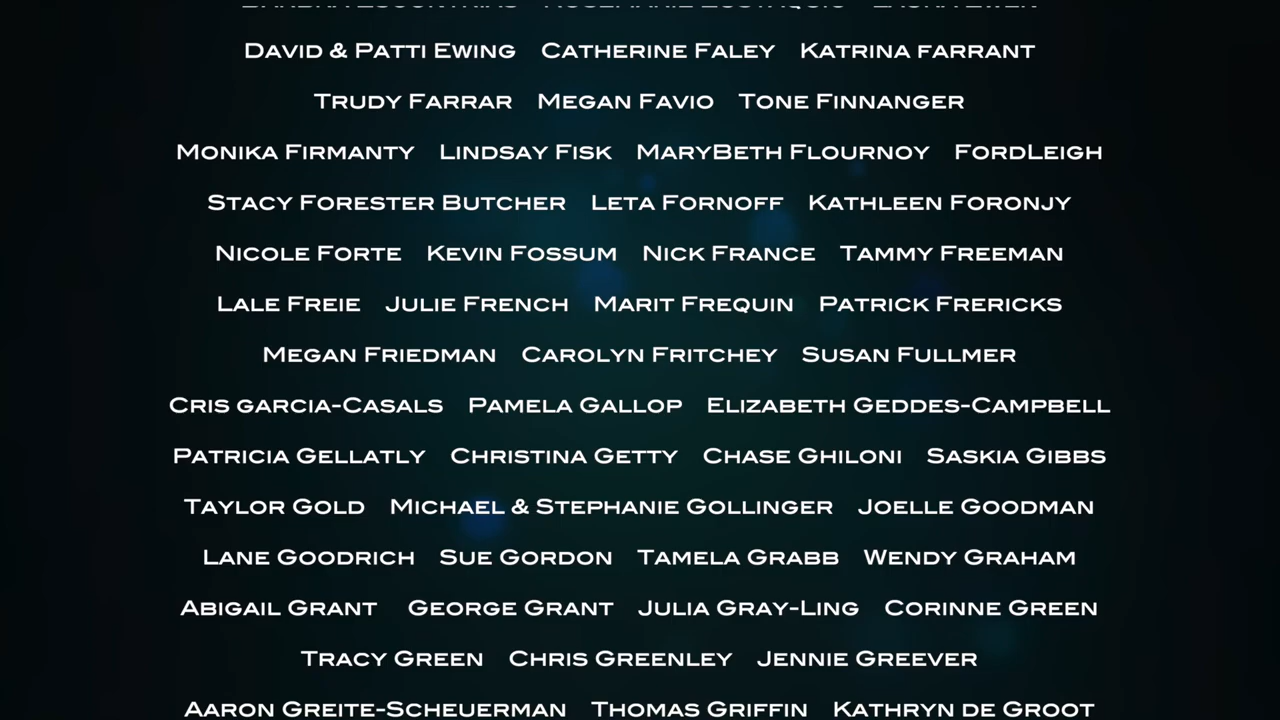 David & Patti Ewing Catherine Faley Katrina farrant
Trudy Farrar Megan Favio Tone Finnanger
Monika Firmanty Lindsay Fisk MaryBeth Flournoy FordLeigh
Stacy Forester Butcher Leta Fornoff Kathleen Foronjy
Nicole Forte Kevin Fossum Nick France Tammy Freeman
Lale Freie Julie French Marit Frequin Patrick Frericks
Megan Friedman Carolyn Fritchey Susan Fullmer
Cris garcia-Casals Pamela Gallop Elizabeth Geddes-Campbell
Patricia Gellatly Christina Getty Chase Ghiloni Saskia Gibbs
Taylor Gold Michael & Stephanie Gollinger Joelle Goodman
Lane Goodrich Sue Gordon Tamela Grabb Wendy Graham
Abigail Grant George Grant Julia Gray-Ling Corinne Green
Tracy Green Chris Greenley Jennie Greever
Aaron Greite-Scheuerman Thomas Griffin Kathryn de Groot